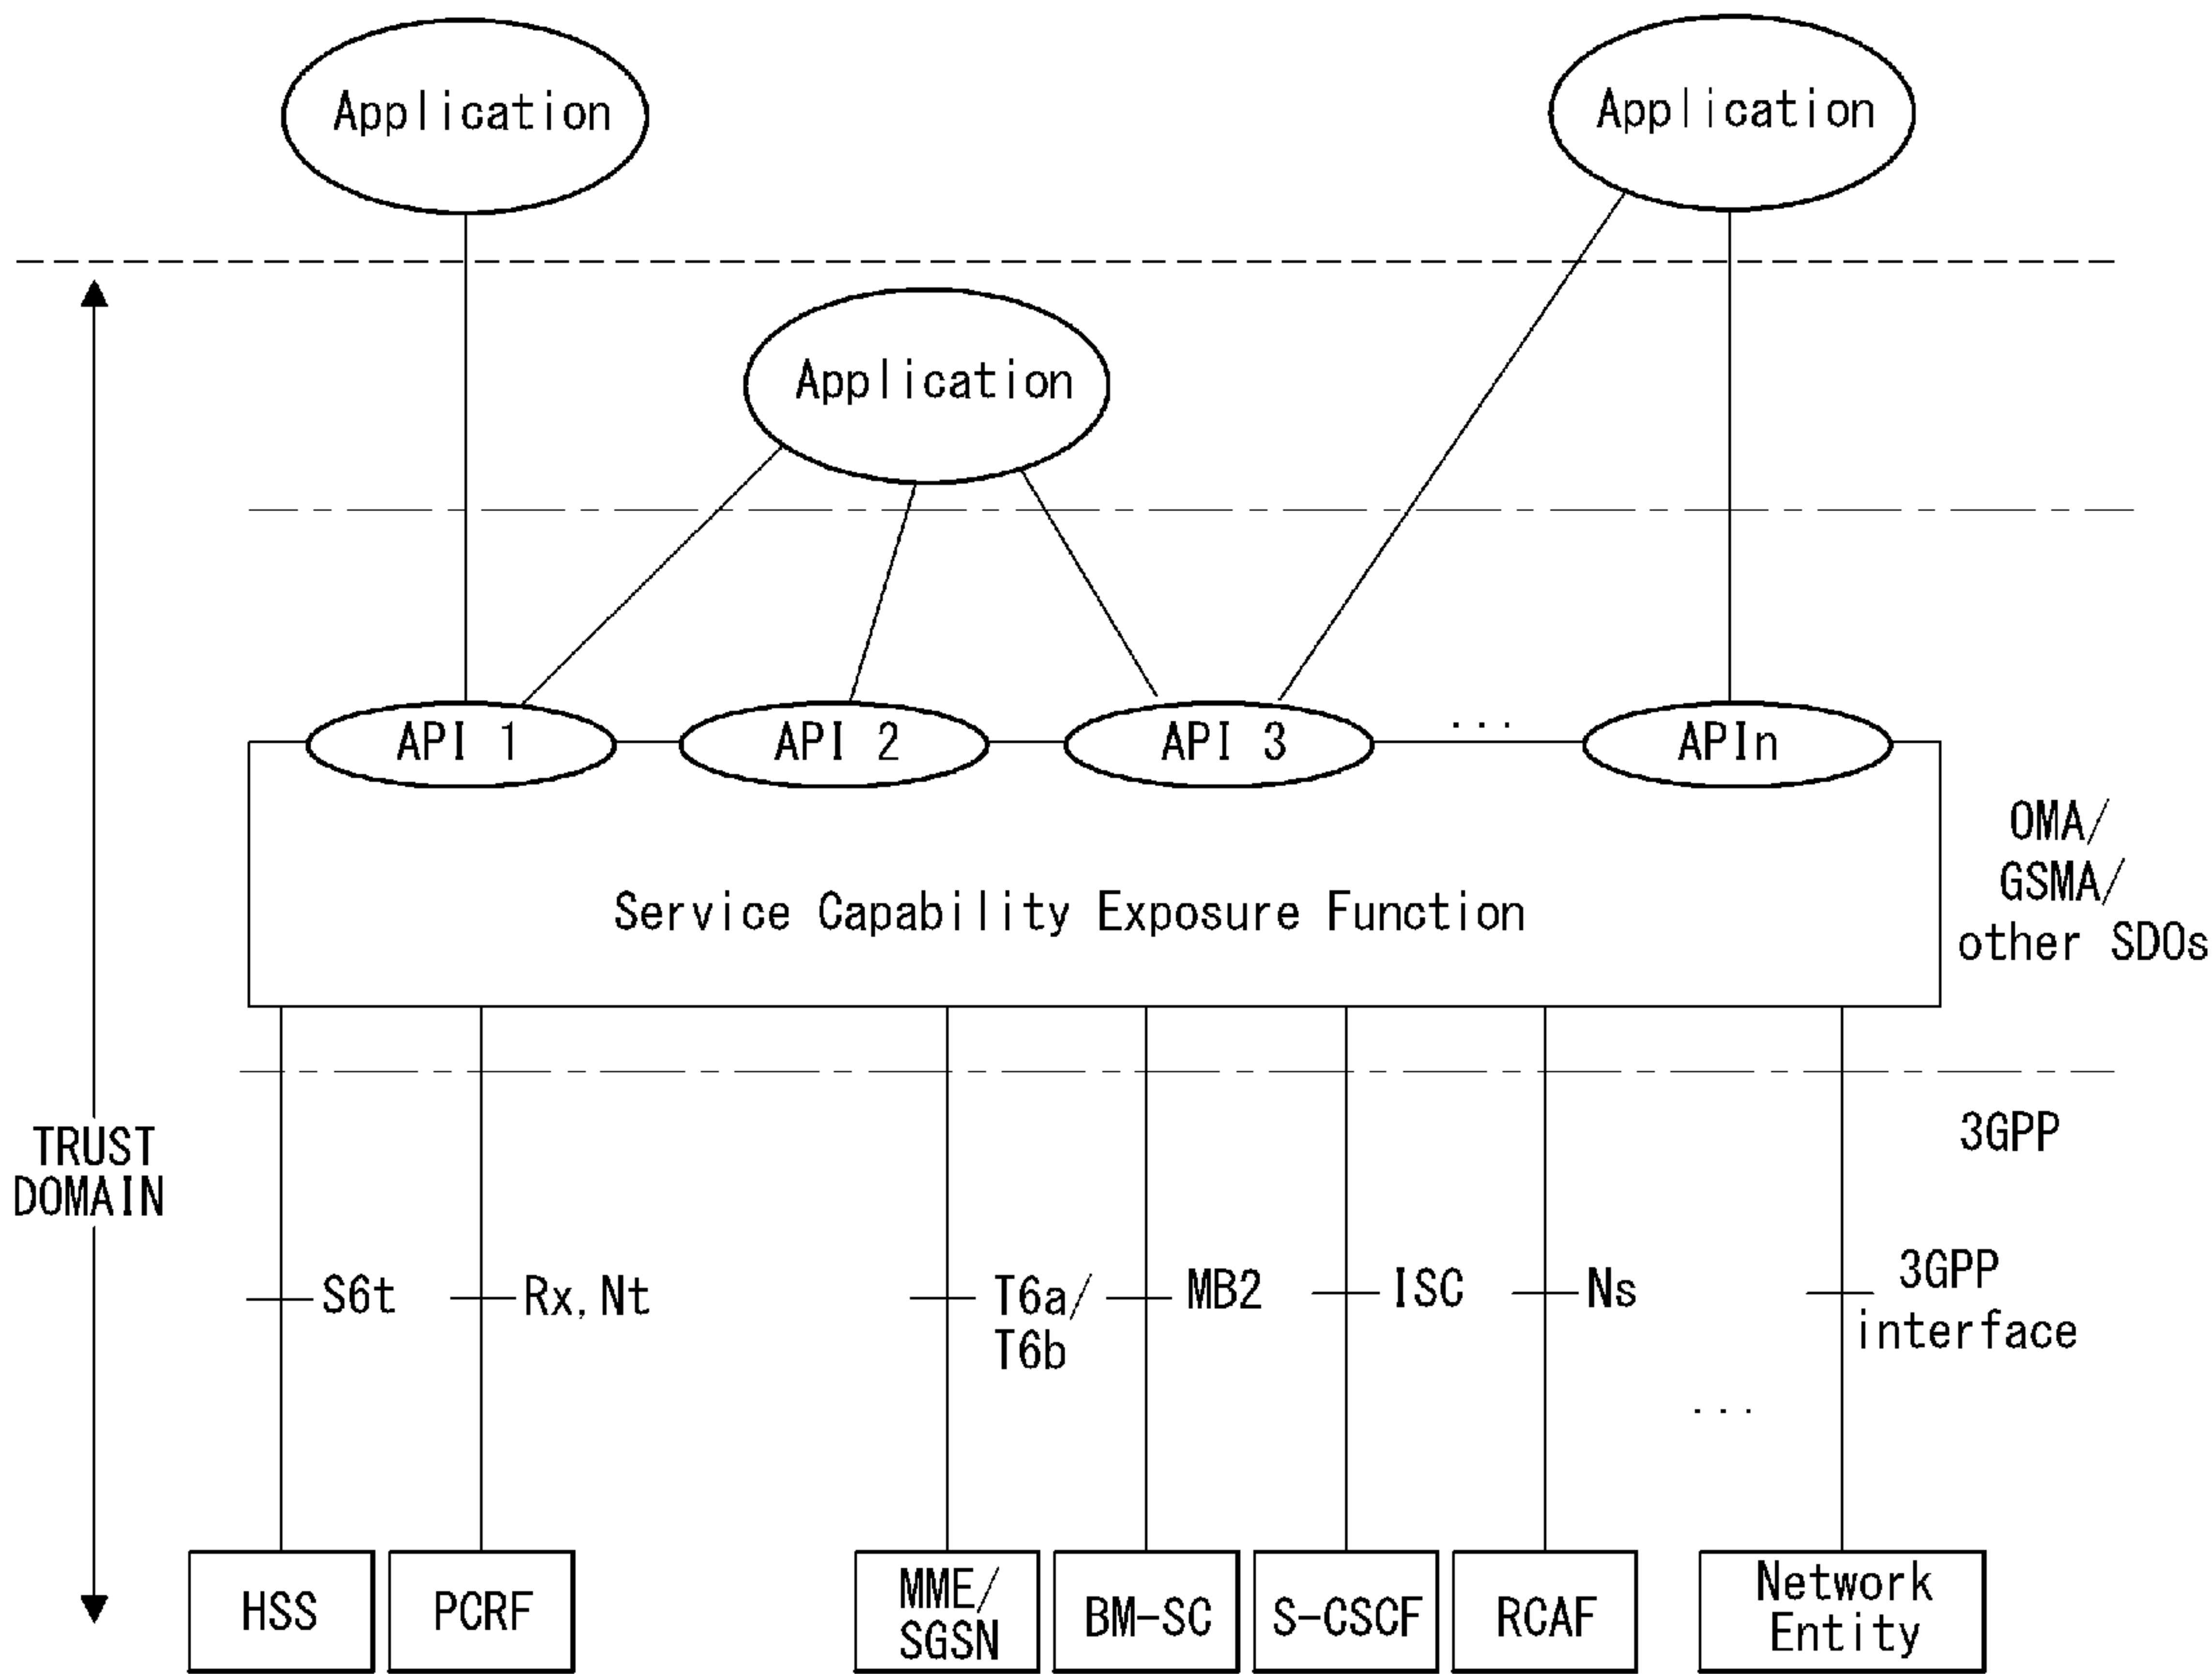 Application
Application
Application
API 1
API 2
API 3
...
APIn
OMA/
GSMA/
other SDOs
Service Capability Exposure Function
3GPP
TRUST
DOMAIN
S6t
Rx, Nt
T6a/
T6b
MB2
ISC
Ns
3GPP
interface
...
HSS
PCRF
MME/
SGSN
BM-SC
S-CSCF
RCAF
Network
Entity